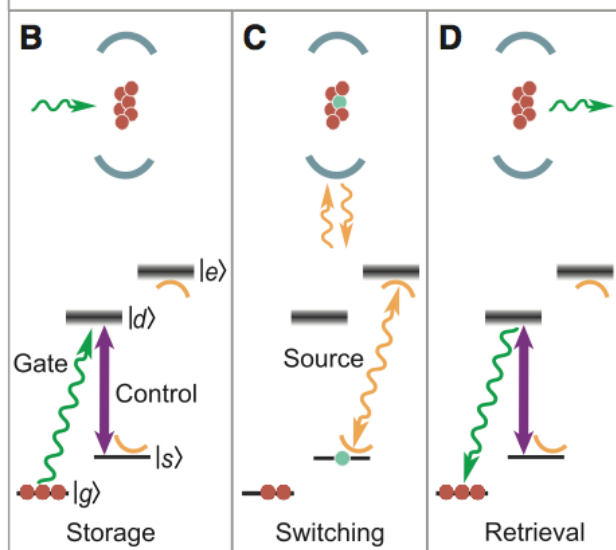 B
C
D
|e⟩
|d⟩
Gate
Control
Source
|s⟩
|g⟩
Storage
Switching
Retrieval